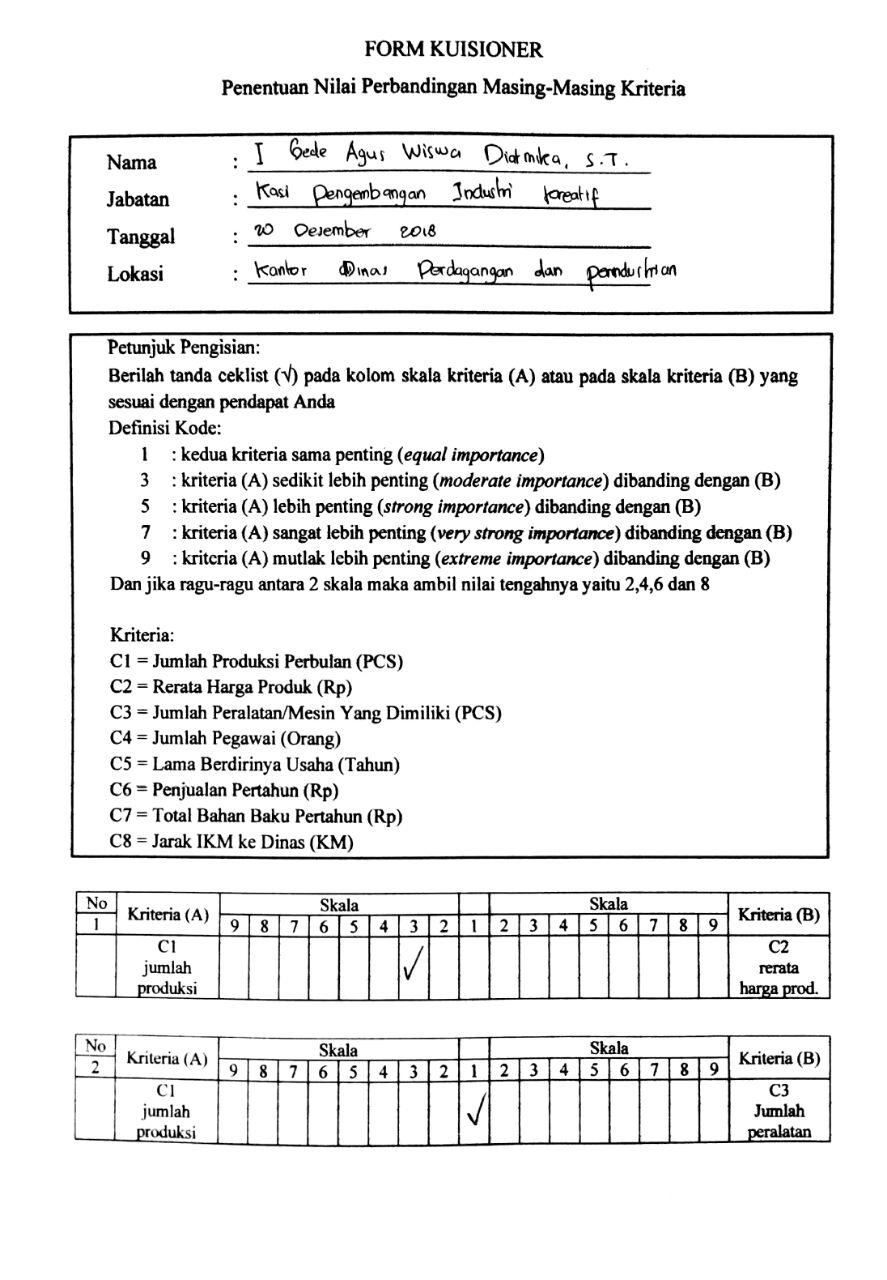 FORM KUISIONER
Penentuan Nilai Perbandingan Masing-Masing Kriteria
Nama : I Gede Agus Wiswa Diatmika, S.T.
Jabatan : Kasi Pengembangan Industri kreatif
Tanggal : 20 Desember 2018
Lokasi : Kantor Dinas Perdagangan dan perindustrian
Petunjuk Pengisian:
Berilah tanda ceklist (√) pada kolom skala kriteria (A) atau pada skala kriteria (B) yang
sesuai dengan pendapat Anda
Definisi Kode:
1 : kedua kriteria sama penting (equal importance)
3 : kriteria (A) sedikit lebih penting (moderate importance) dibanding dengan (B)
5 : kriteria (A) lebih penting (strong importance) dibanding dengan (B)
7 : kriteria (A) sangat lebih penting (very strong importance) dibanding dengan (B)
9 : kriteria (A) mutlak lebih penting (extreme importance) dibanding dengan (B)
Dan jika ragu-ragu antara 2 skala maka ambil nilai tengahnya yaitu 2,4,6 dan 8
Kriteria:
C1 = Jumlah Produksi Perbulan (PCS)
C2 = Rerata Harga Produk (Rp)
C3 = Jumlah Peralatan/Mesin Yang Dimiliki (PCS)
C4 = Jumlah Pegawai (Orang)
C5 = Lama Berdirinya Usaha (Tahun)
C6 = Penjualan Pertahun (Rp)
C7 = Total Bahan Baku Pertahun (Rp)
C8 = Jarak IKM ke Dinas (KM)
No Kriteria (A) Skala Skala Kriteria (B)
1 9 8 7 6 5 4 3 2 1 2 3 4 5 6 7 8 9
C1 C2
jumlah √ rerata
produksi harga prod.
No Kriteria (A) Skala Skala Kriteria (B)
2 9 8 7 6 5 4 3 2 1 2 3 4 5 6 7 8 9
C1 C3
jumlah √ Jumlah
produksi peralatan